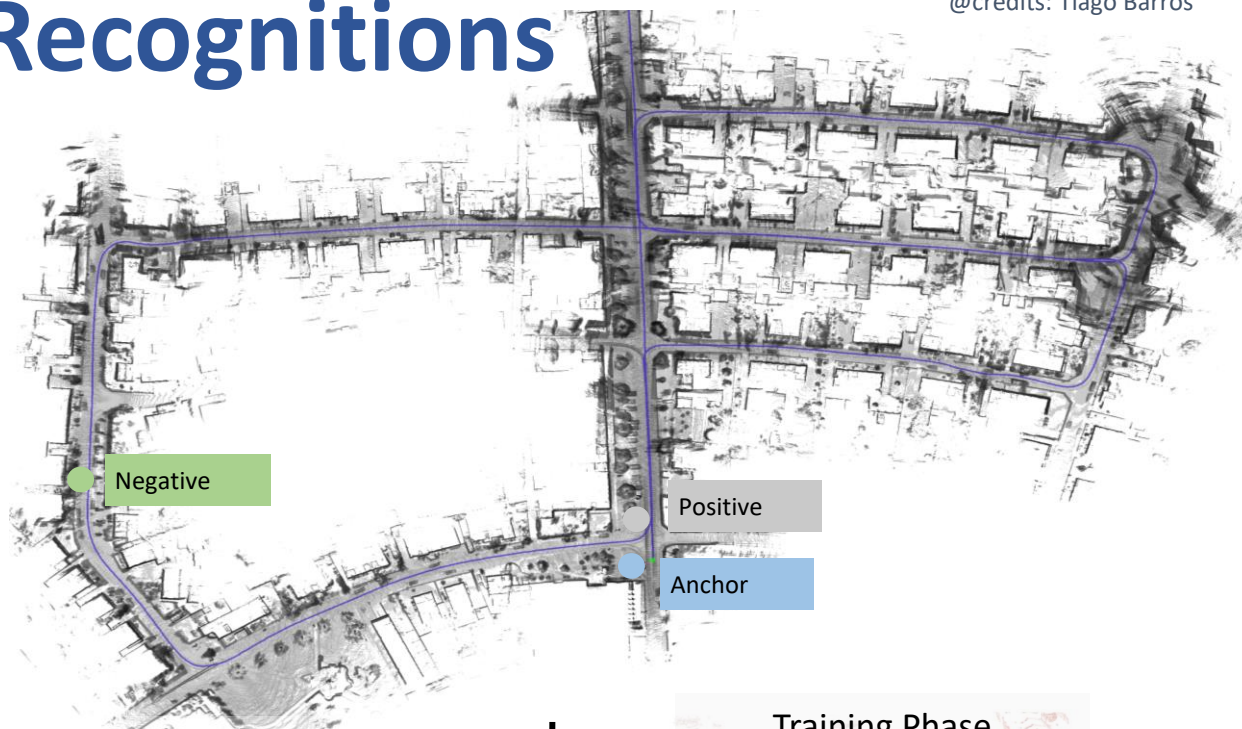 Recognitions
@credits: Tiago Barros
Negative
Positive
Anchor
Training Phase